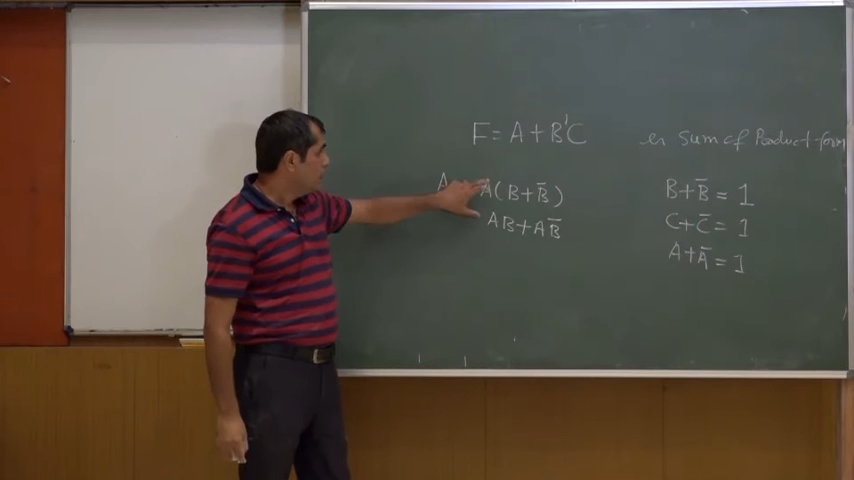 F = A + B'C
in Sum of Product form
A A(B + B̅)
AB + AB̅
B + B̅ = 1
C + C̅ = 1
A + A̅ = 1